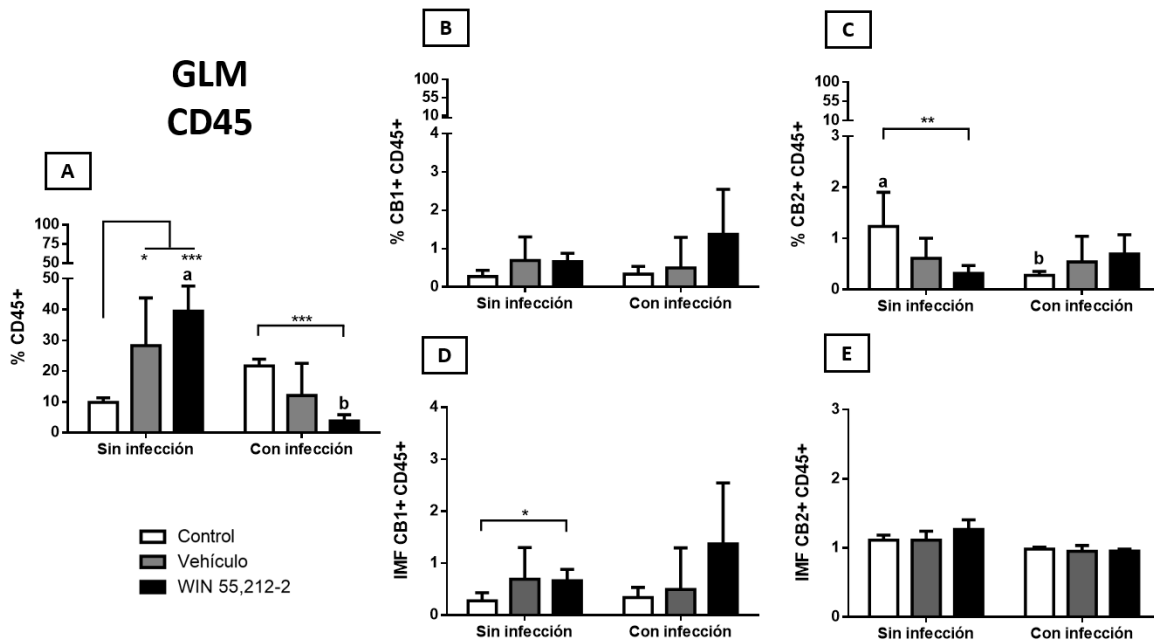 GLM
CD45
A
% CD45+
100
75
50
50
40
30
20
10
0
*
***
a
***
b
Sin infección
Con infección
Control
Vehículo
WIN 55,212-2
B
% CB1+ CD45+
100
55
10
4
3
2
1
0
Sin infección
Con infección
C
% CB2+ CD45+
100
55
10
3
2
1
0
**
a
b
Sin infección
Con infección
D
IMF CB1+ CD45+
4
3
2
1
0
*
Sin infección
Con infección
E
IMF CB2+ CD45+
3
2
1
0
Sin infección
Con infección